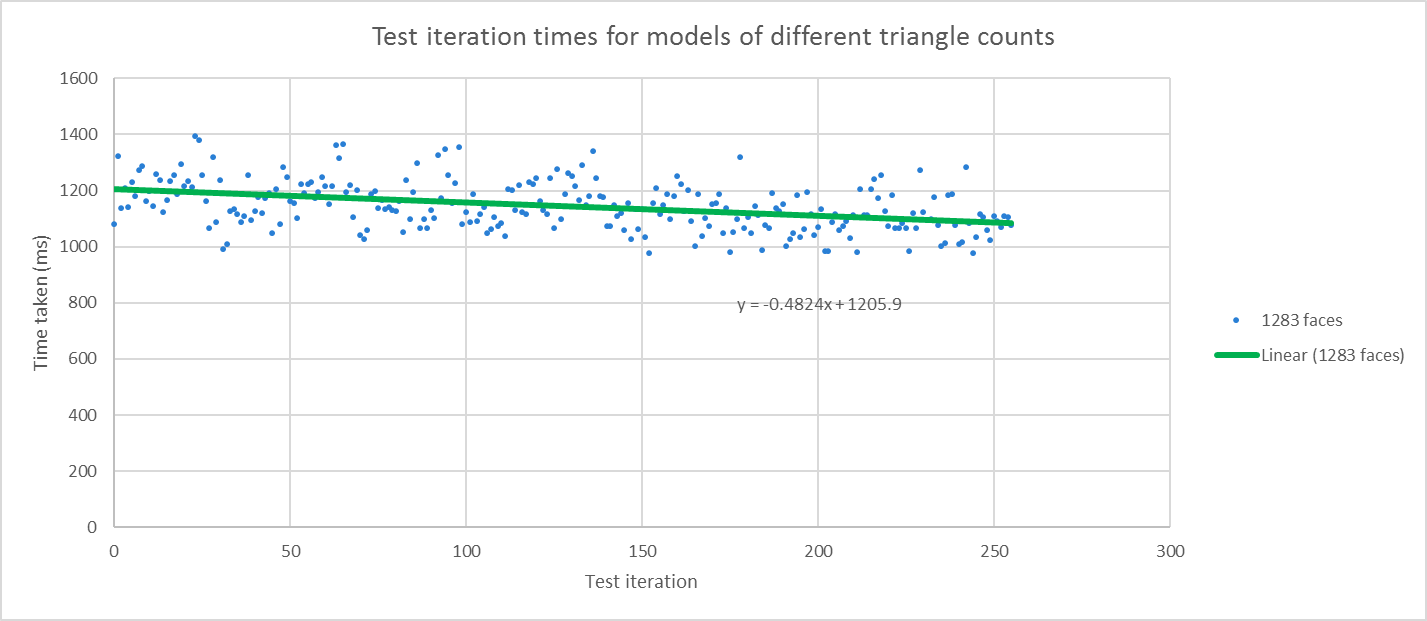 Test iteration times for models of different triangle counts
1600
1400
1200
1000
800
600
400
200
0
Time taken (ms)
y = -0.4824x + 1205.9
0 50 100 150 200 250 300
Test iteration
1283 faces
Linear (1283 faces)